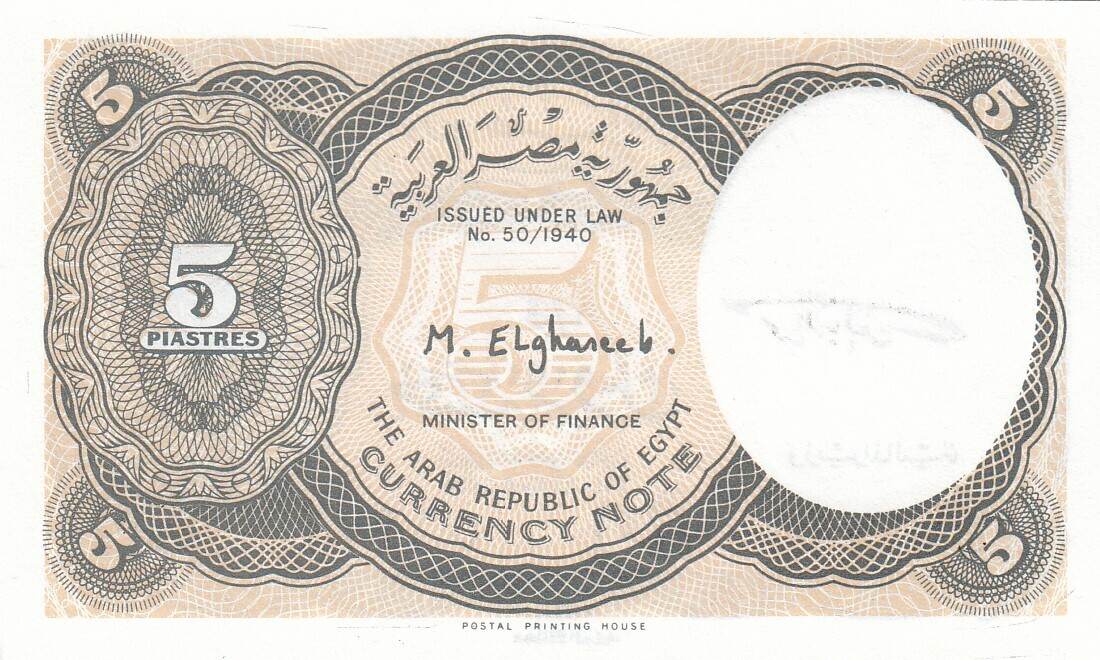 5
5
جمهورية مصر العربية
ISSUED UNDER LAW
No. 50/1940
5
5
PIASTRES
M. Elghareeb.
MINISTER OF FINANCE
THE ARAB REPUBLIC OF EGYPT
CURRENCY NOTE
5
5
POSTAL PRINTING HOUSE